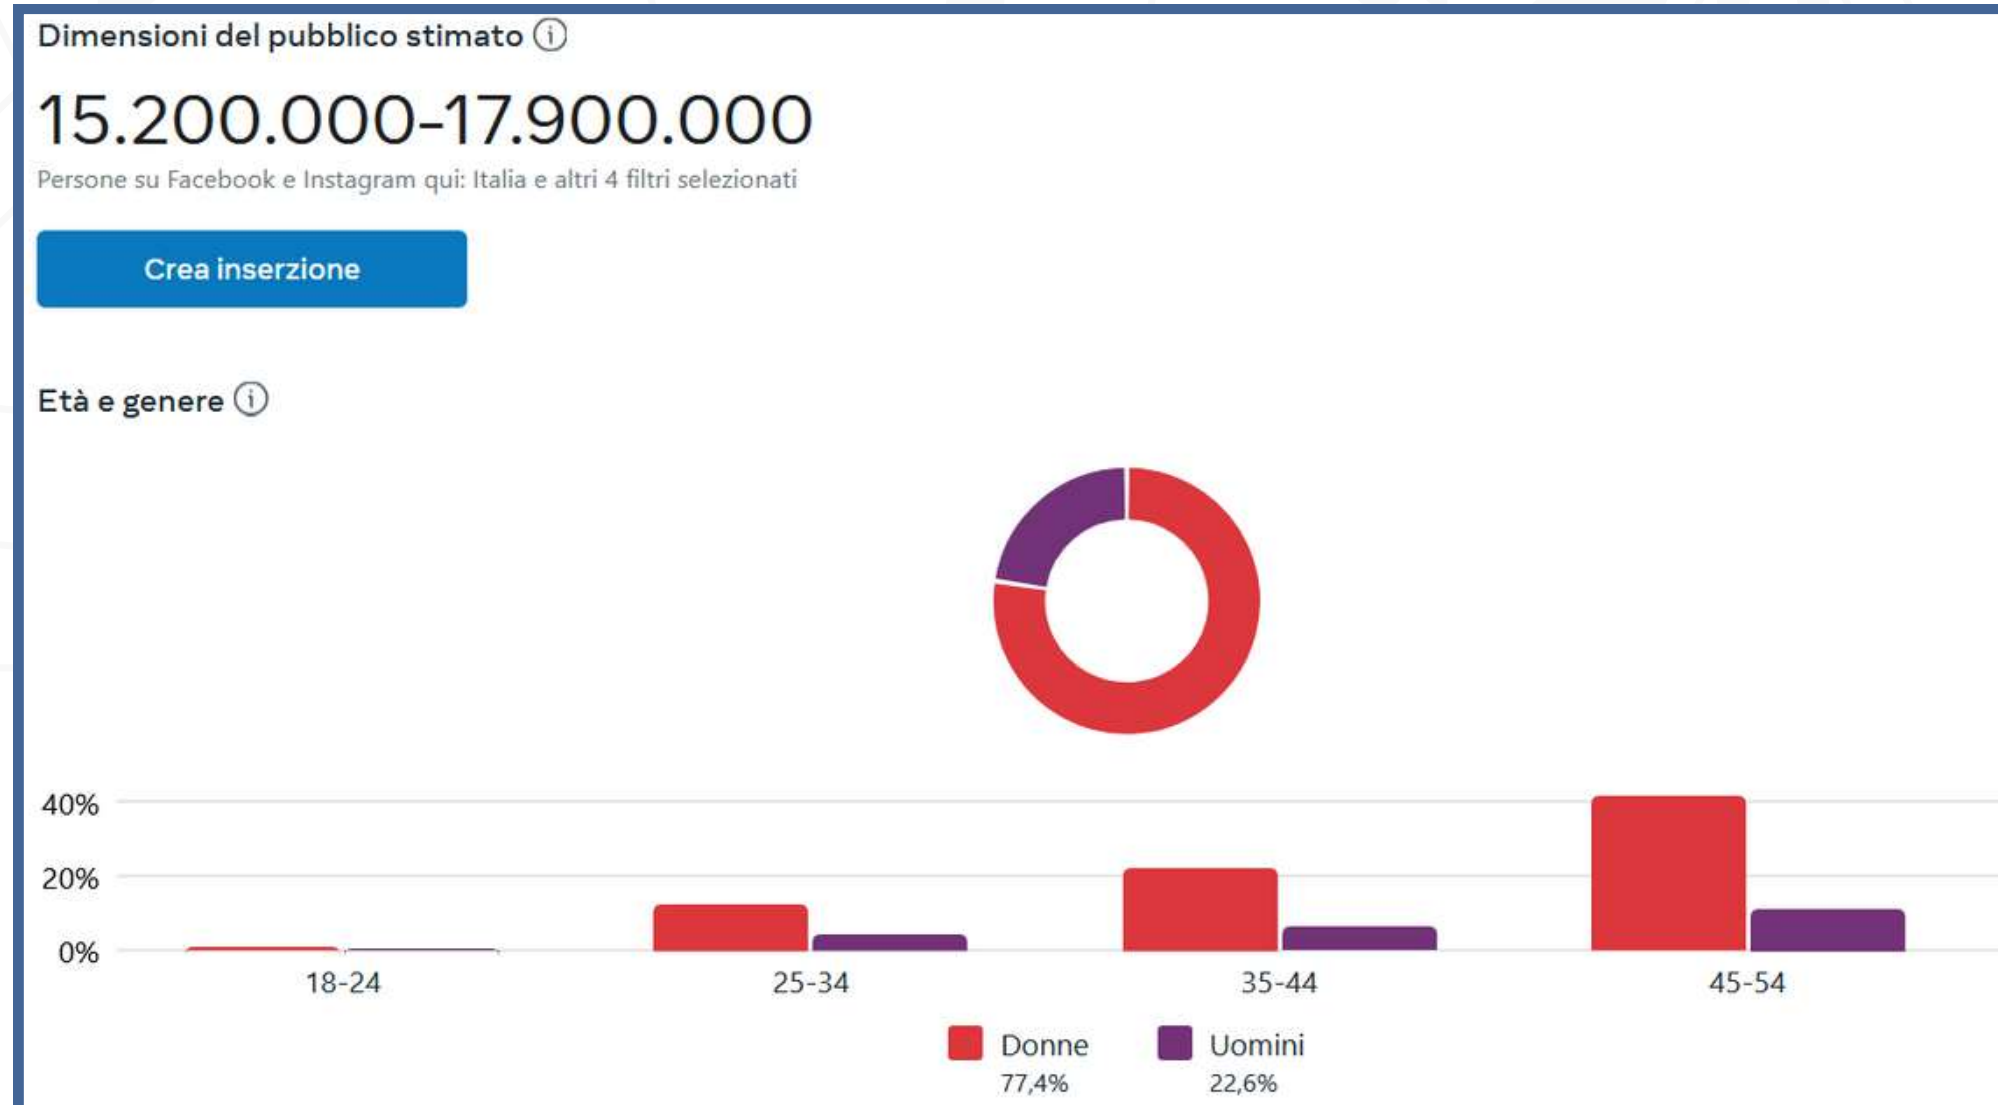 Dimensioni del pubblico stimato
15.200.000-17.900.000
Persone su Facebook e Instagram qui: Italia e altri 4 filtri selezionati
Crea inserzione
Età e genere
40%
20%
0%
18-24 25-34 35-44 45-54
Donne Uomini
77,4% 22,6%